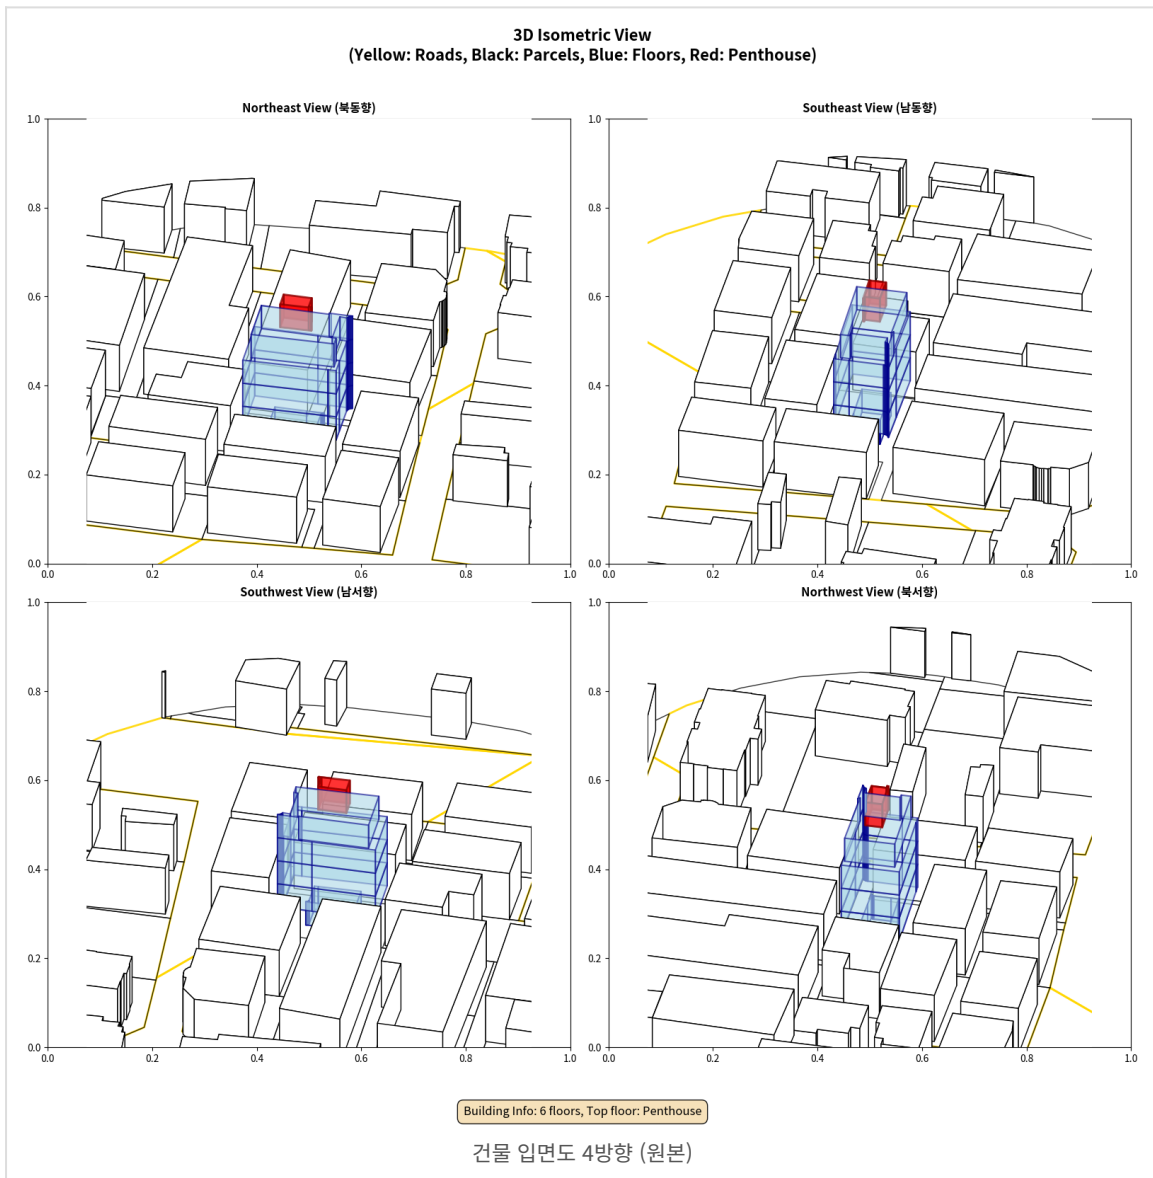 3D Isometric View
(Yellow: Roads, Black: Parcels, Blue: Floors, Red: Penthouse)
Northeast View (북동향)
Southeast View (남동향)
1.0
0.8
0.6
0.4
0.2
0.0
0.0 0.2 0.4 0.6 0.8 1.0
1.0
0.8
0.6
0.4
0.2
0.0
0.2 0.4 0.6 0.8 1.0
Southwest View (남서향)
Northwest View (북서향)
1.0
0.8
0.6
0.4
0.2
0.0
0.0 0.2 0.4 0.6 0.8 1.0
1.0
0.8
0.6
0.4
0.2
0.0
0.2 0.4 0.6 0.8 1.0
Building Info: 6 floors, Top floor: Penthouse
건물 입면도 4방향 (원본)